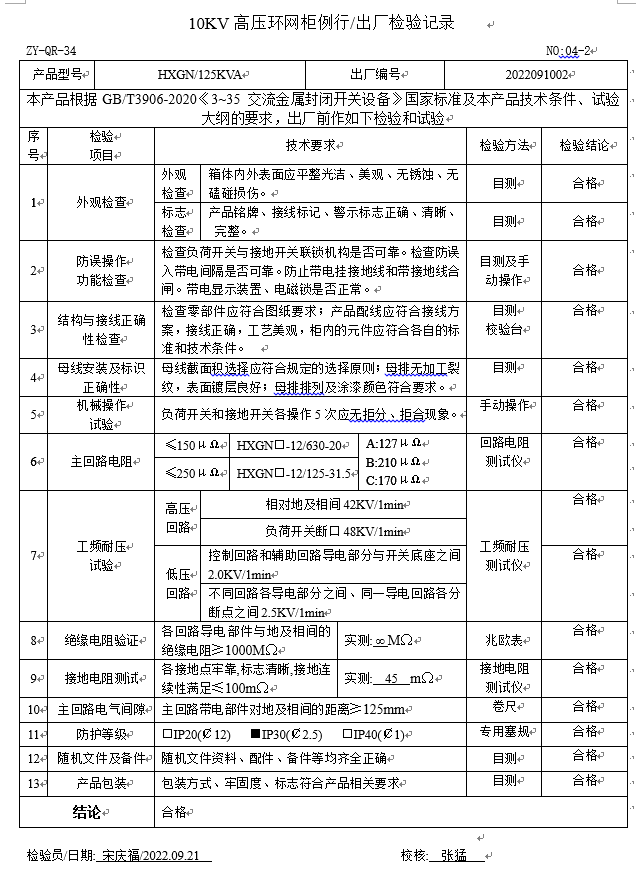 10KV 高压环网柜例行/出厂检验记录
ZY-QR-34 NO:04-2
产品型号 HXGN/125KVA 出厂编号 2022091002
本产品根据 GB/T3906-2020《3~35 交流金属封闭开关设备》国家标准及本产品技术条件、试验
大纲的要求，出厂前作如下检验和试验
序号 检验项目 技术要求 检验方法 检验结论
1 外观检查 外观检查 箱体内外表面应平整光洁、美观、无锈蚀、无
磕碰损伤。 目测 合格
标志检查 产品铭牌、接线标记、警示标志正确、清晰、
完整。 目测 合格
2 防误操作功能检查 检查负荷开关与接地开关联锁机构是否可靠。检查防误
入带电间隔是否可靠。防止带电挂接地线和带接地线合
闸。带电显示装置、电磁锁是否正常。 目测及手动操作 合格
3 结构与接线正确性检查 检查零部件应符合图纸要求；产品配线应符合接线方
案，接线正确，工艺美观，柜内的元件应符合各自的标
准和技术条件。 目测 校验台 合格
4 母线安装及标识正确性 母线截面积选择应符合规定的选择原则；母排无加工裂
纹，表面镀层良好；母排排列及涂漆颜色符合要求。 目测 合格
5 机械操作试验 负荷开关和接地开关各操作 5 次应无拒分、拒合现象。 手动操作 合格
6 主回路电阻 ≤150μΩ HXGN□-12/630-20 A:127μΩ 回路电阻测试仪 合格
B:210μΩ
≤250μΩ HXGN□-12/125-31.5 C:170μΩ
7 工频耐压试验 高压回路 相对地及相间 42KV/1min 工频耐压测试仪 合格
负荷开关断口 48KV/1min
低压回路 控制回路和辅助回路导电部分与开关底座之间
2.0KV/1min 合格
不同回路各导电部分之间、同一导电回路各分
断点之间 2.5KV/1min
8 绝缘电阻验证 各回路导电部件与地及相间的
绝缘电阻≥1000MΩ 实测:∞MΩ 兆欧表 合格
9 接地电阻测试 各接地点牢靠,标志清晰,接地连
续性满足≤100mΩ 实测: 45 mΩ 接地电阻测试仪 合格
10 主回路电气间隙 主回路带电部件对地及相间的距离≥125mm 卷尺 合格
11 防护等级 □IP20(₡12) ■IP30(₡2.5) □IP40(₡1) 专用塞规 合格
12 随机文件及备件 随机文件资料、配件、备件等均齐全正确 目测 合格
13 产品包装 包装方式、牢固度、标志符合产品相关要求 目测 合格
结论 合格
检验员/日期: 宋庆福/2022.09.21 校核: 张猛